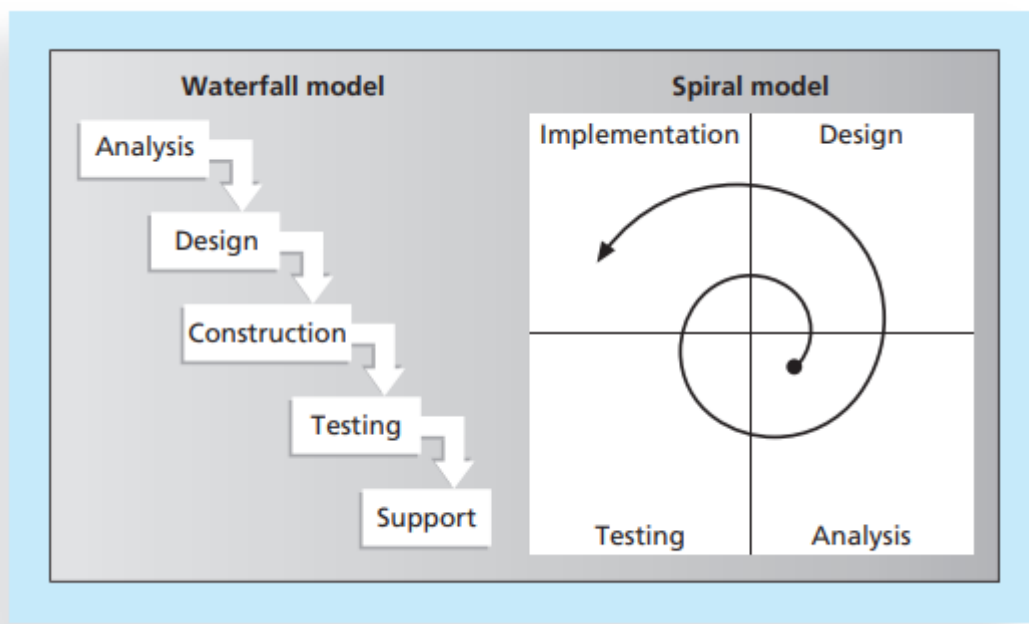 Waterfall model
Analysis
Design
Construction
Testing
Support
Spiral model
Implementation
Design
Testing
Analysis